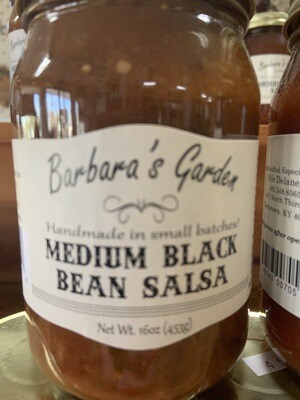 Barbara's Garden
Handmade in small batches!
MEDIUM BLACK
BEAN SALSA
Net Wt. 16oz (453g)